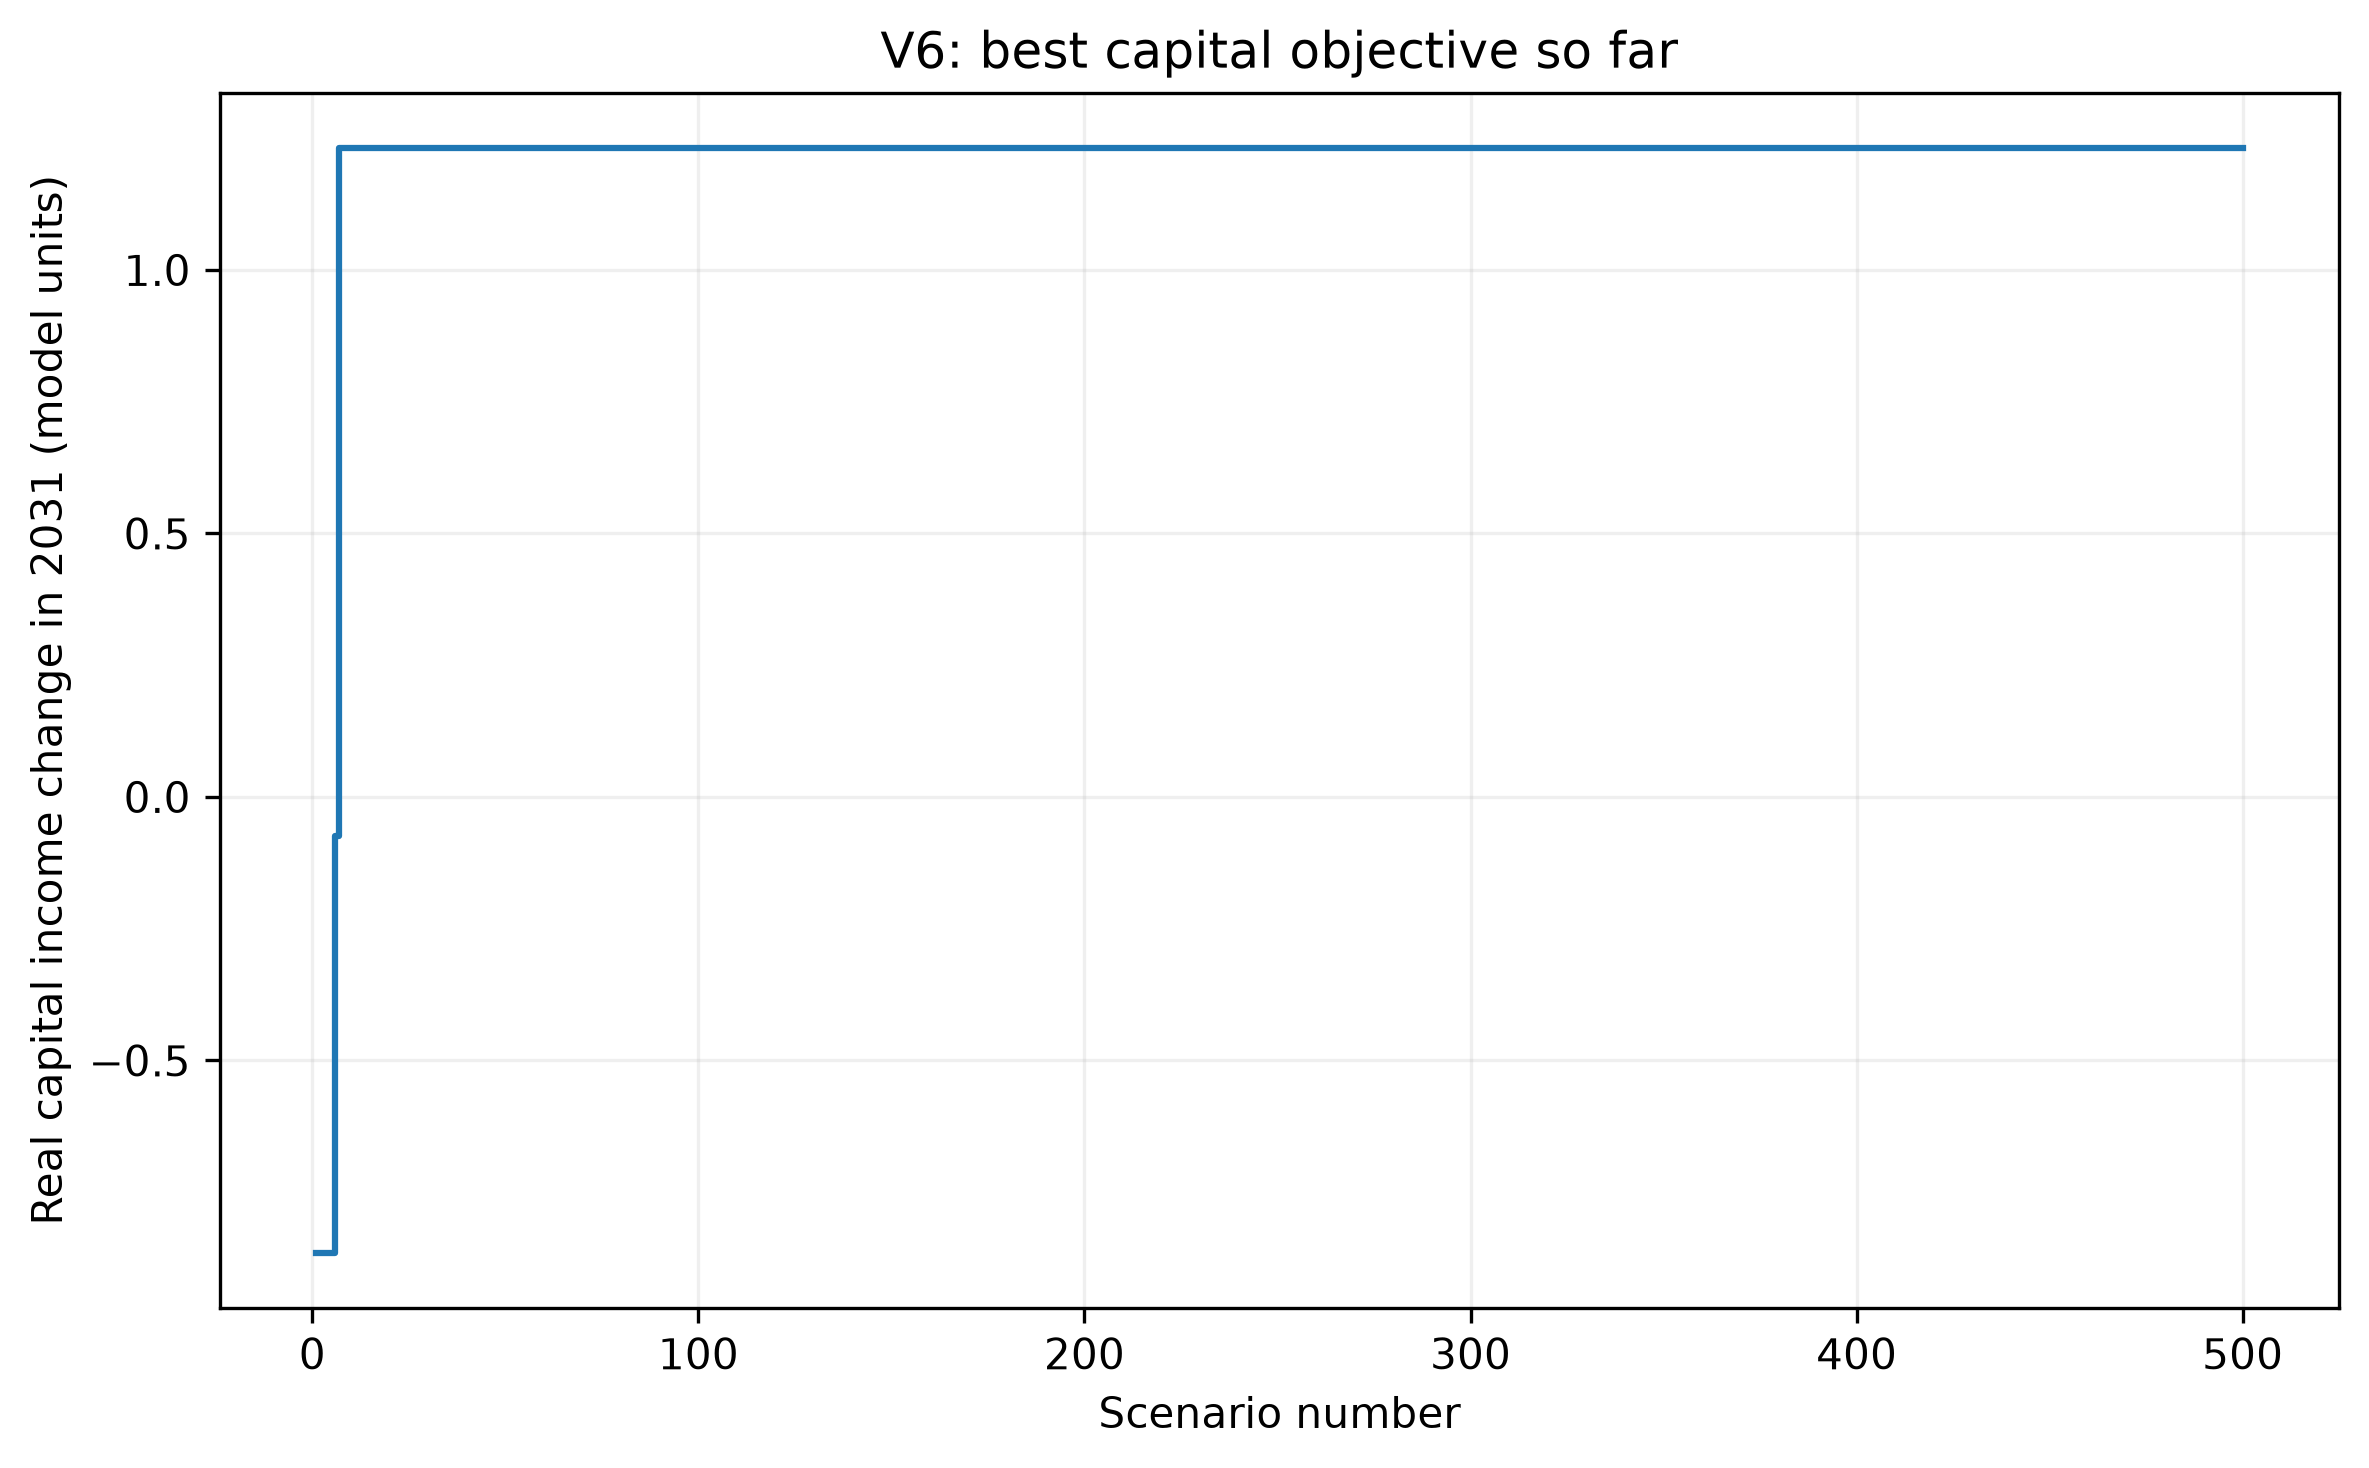 V6: best capital objective so far
Real capital income change in 2031 (model units)
1.0
0.5
0.0
−0.5
0 100 200 300 400 500
Scenario number